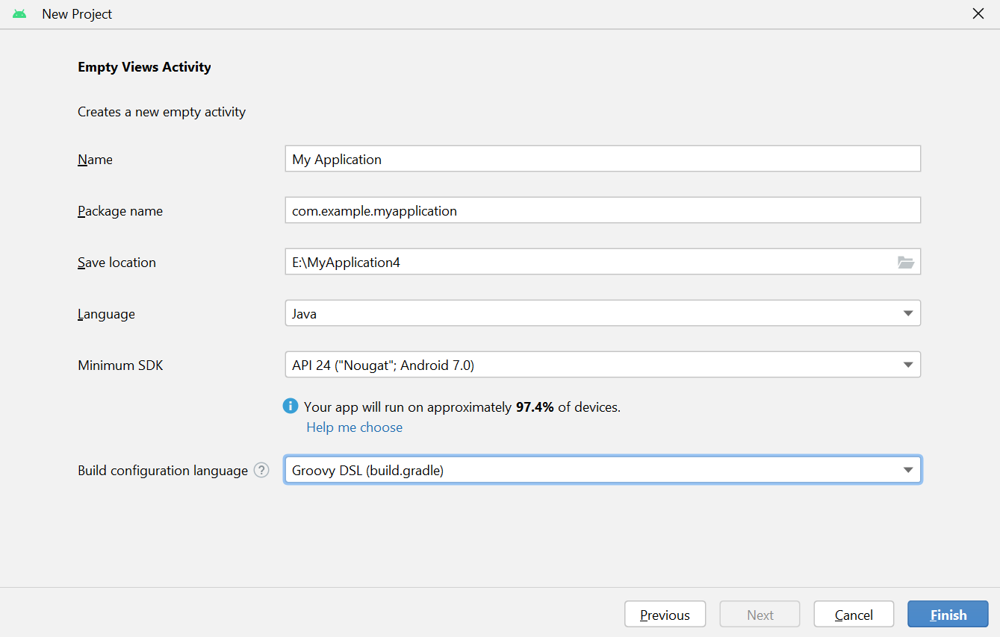 New Project
Empty Views Activity
Creates a new empty activity
Name
My Application
Package name
com.example.myapplication
Save location
E:\MyApplication4
Language
Java
Minimum SDK
API 24 ("Nougat"; Android 7.0)
Your app will run on approximately 97.4% of devices.
Help me choose
Build configuration language ?
Groovy DSL (build.gradle)
Previous
Next
Cancel
Finish